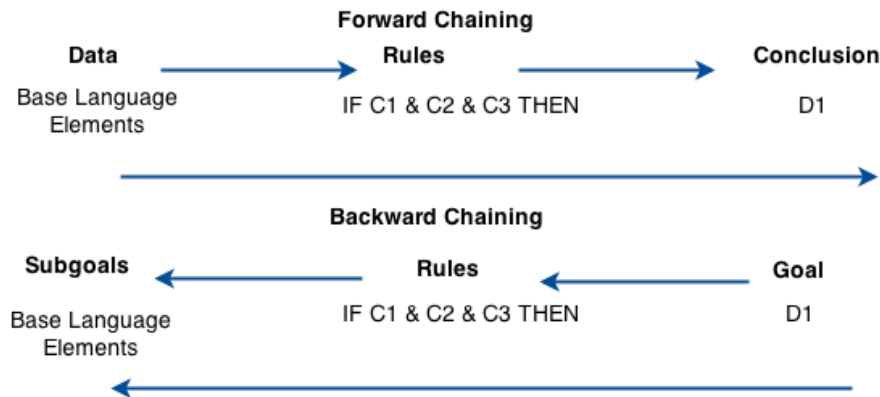 Forward Chaining
Data
Rules
Conclusion
Base Language
Elements
IF C1 & C2 & C3 THEN
D1
Backward Chaining
Subgoals
Rules
Goal
Base Language
Elements
IF C1 & C2 & C3 THEN
D1